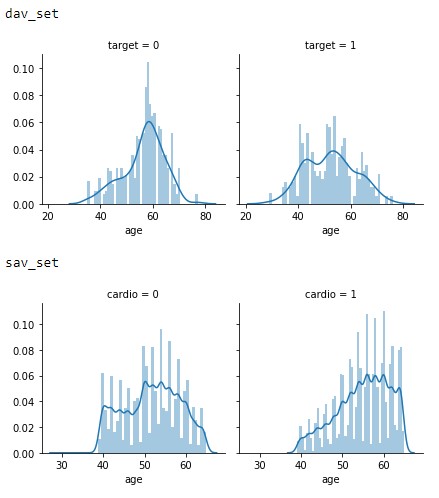 dav_set
target = 0 target = 1
0.10
0.08
0.06
0.04
0.02
0.00
20 40 60 80 20 40 60 80
age age
sav_set
cardio = 0 cardio = 1
0.10
0.08
0.06
0.04
0.02
0.00
30 40 50 60 30 40 50 60
age age